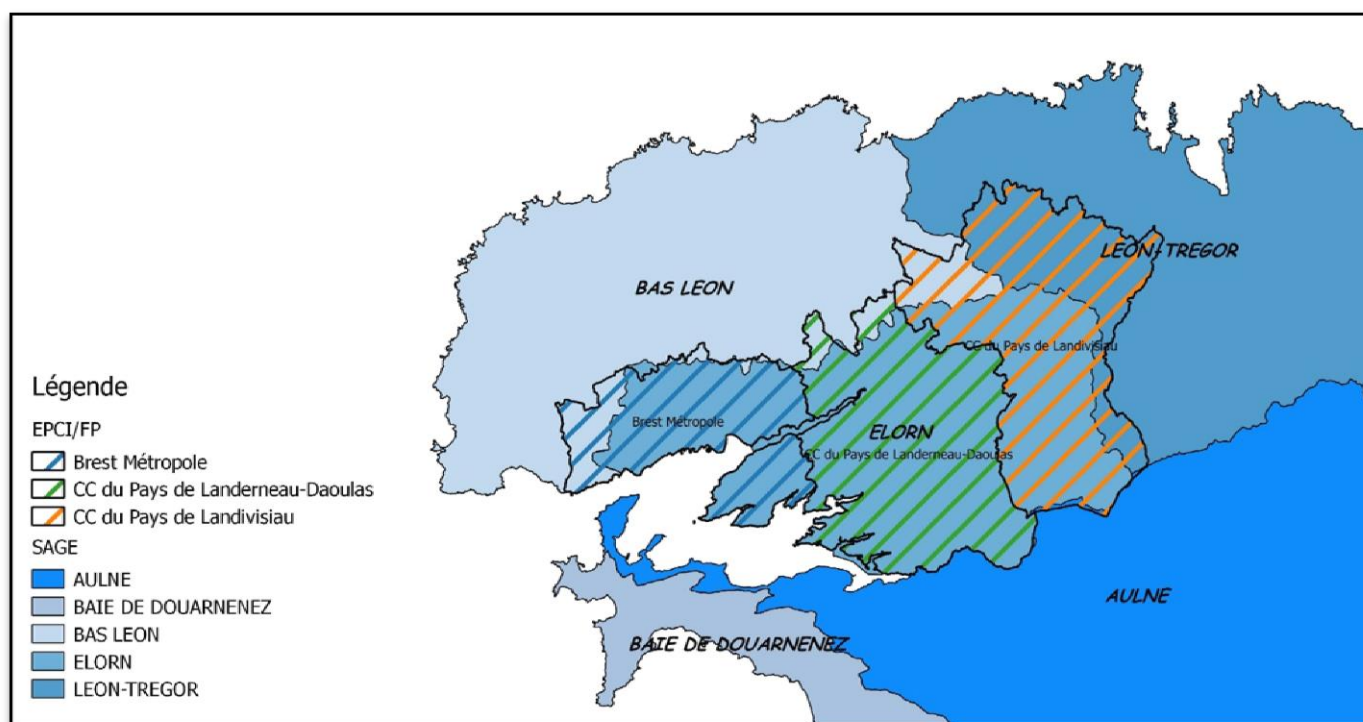 BAS LEON
LEON-TREGOR
CC du Pays de Landivisiau
Brest Métropole
ELORN
CC du Pays de Landerneau-Daoulas
AULNE
BAIE DE DOUARNENEZ
Légende
EPCI/FP
Brest Métropole
CC du Pays de Landerneau-Daoulas
CC du Pays de Landivisiau
SAGE
AULNE
BAIE DE DOUARNENEZ
BAS LEON
ELORN
LEON-TREGOR